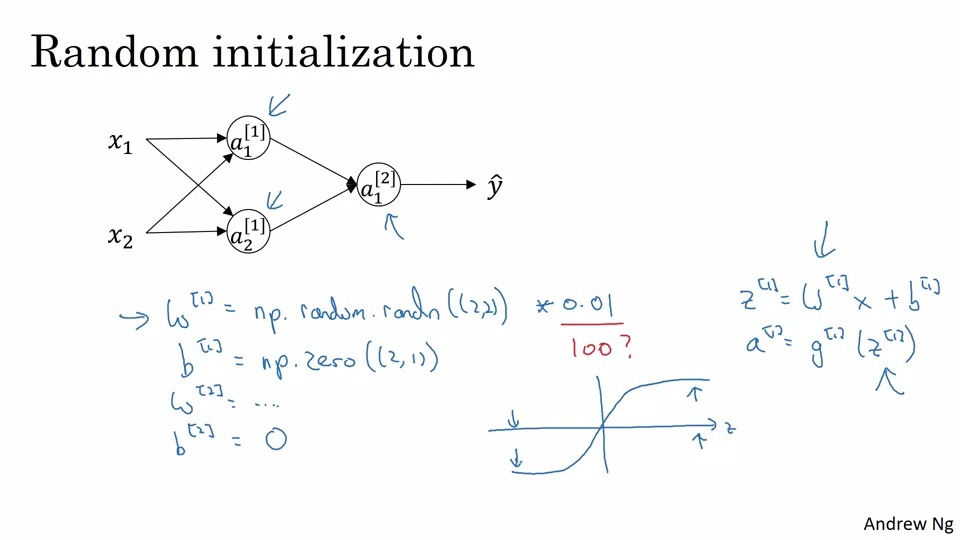 Random initialization
x₁
a₁^[1]
x₂
a₂^[1]
a₁^[2]
ŷ
→ W^[1] = np.random.randn((2,2)) * 0.01
100?
b^[1] = np.zero((2,1))
W^[2] = ....
b^[2] = 0
z^[1] = W^[1] x + b^[1]
a^[1] = g^[1](z^[1])
z
Andrew Ng